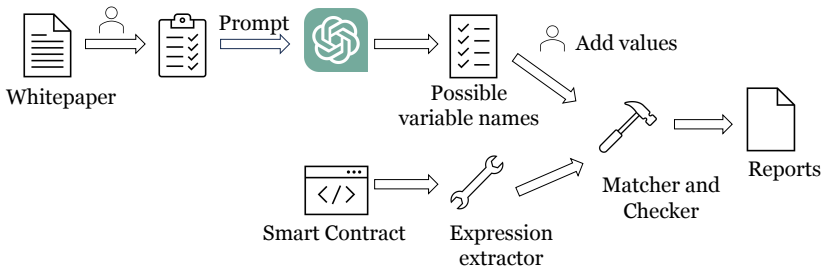 Prompt
Add values
Whitepaper
Possible
variable names
</>
Smart Contract
Expression
extractor
Matcher and
Checker
Reports